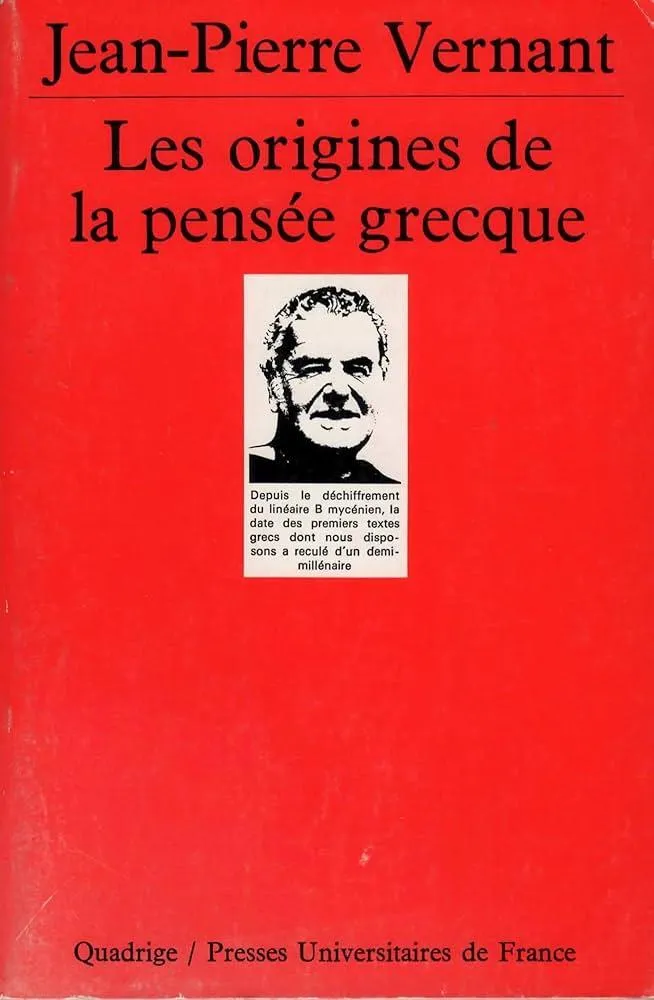 Jean-Pierre Vernant
Les origines de
la pensée grecque
Depuis le déchiffrement
du linéaire B mycénien, la
date des premiers textes
grecs dont nous dispo-
sons a reculé d'un demi-
millénaire
Quadrige / Presses Universitaires de France